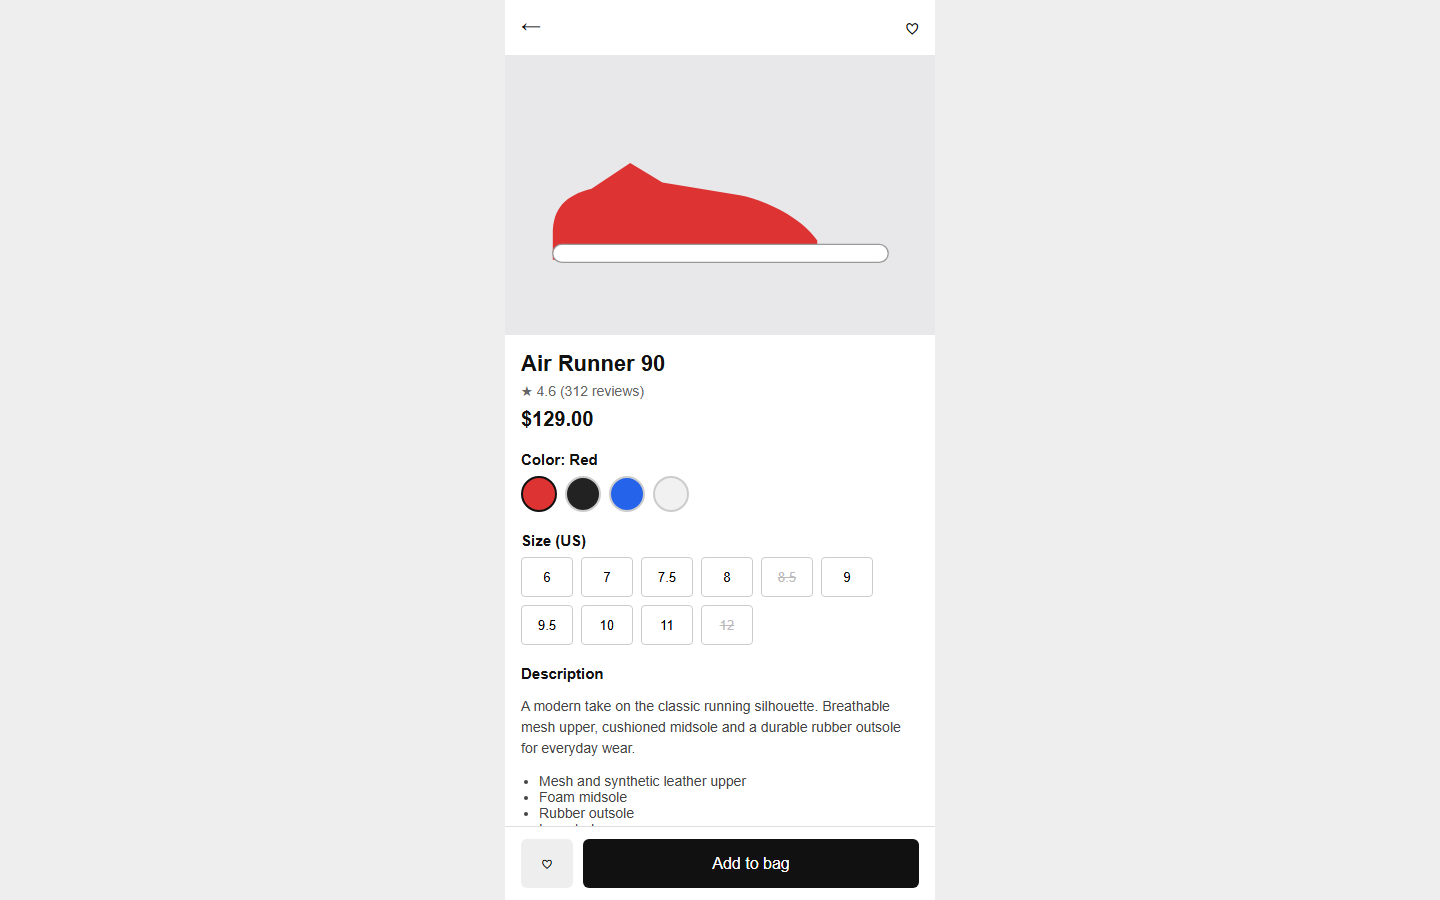 ←
♡
Air Runner 90
★ 4.6 (312 reviews)
$129.00
Color: Red
Size (US)
6 7 7.5 8 8.5 9
9.5 10 11 12
Description
A modern take on the classic running silhouette. Breathable
mesh upper, cushioned midsole and a durable rubber outsole
for everyday wear.
• Mesh and synthetic leather upper
• Foam midsole
• Rubber outsole
♡ Add to bag